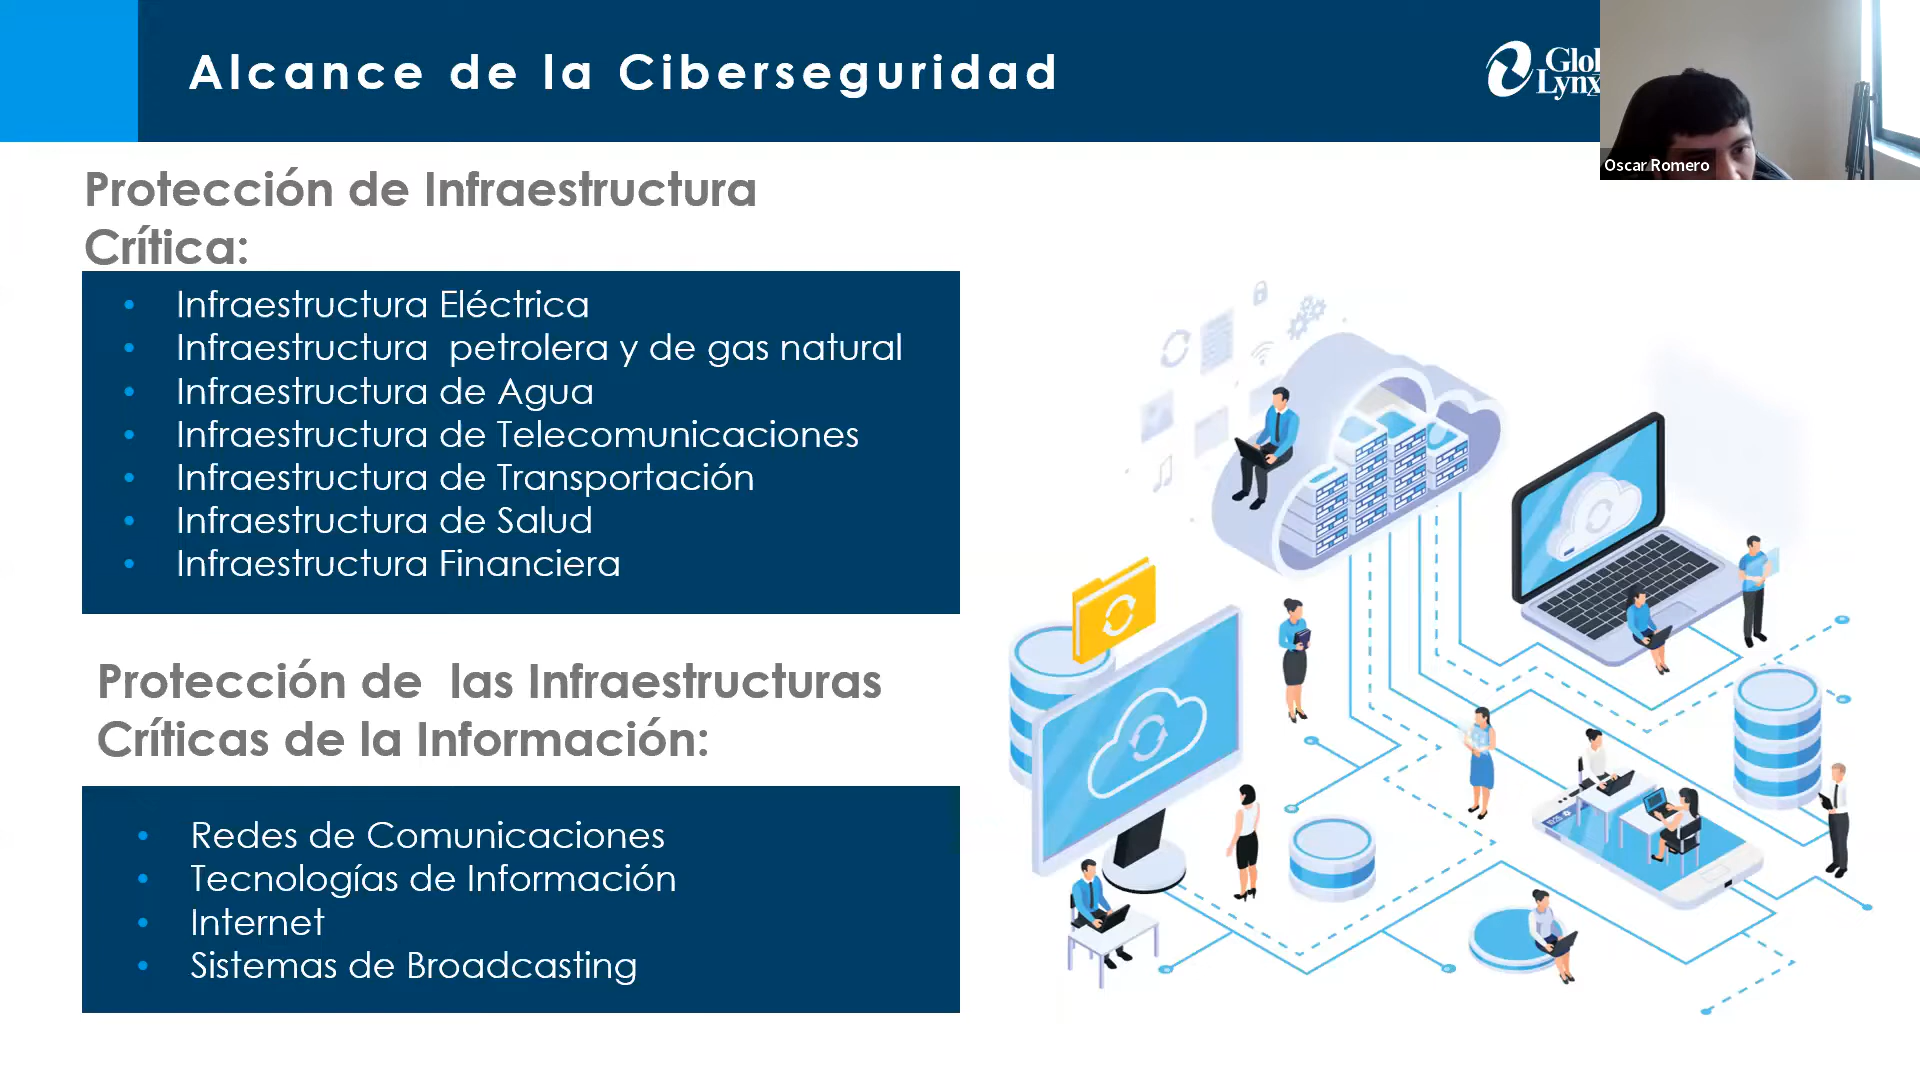 Alcance de la Ciberseguridad
Oscar Romero
Protección de Infraestructura
Crítica:
• Infraestructura Eléctrica
• Infraestructura  petrolera y de gas natural
• Infraestructura de Agua
• Infraestructura de Telecomunicaciones
• Infraestructura de Transportación
• Infraestructura de Salud
• Infraestructura Financiera
Protección de  las Infraestructuras
Críticas de la Información:
• Redes de Comunicaciones
• Tecnologías de Información
• Internet
• Sistemas de Broadcasting